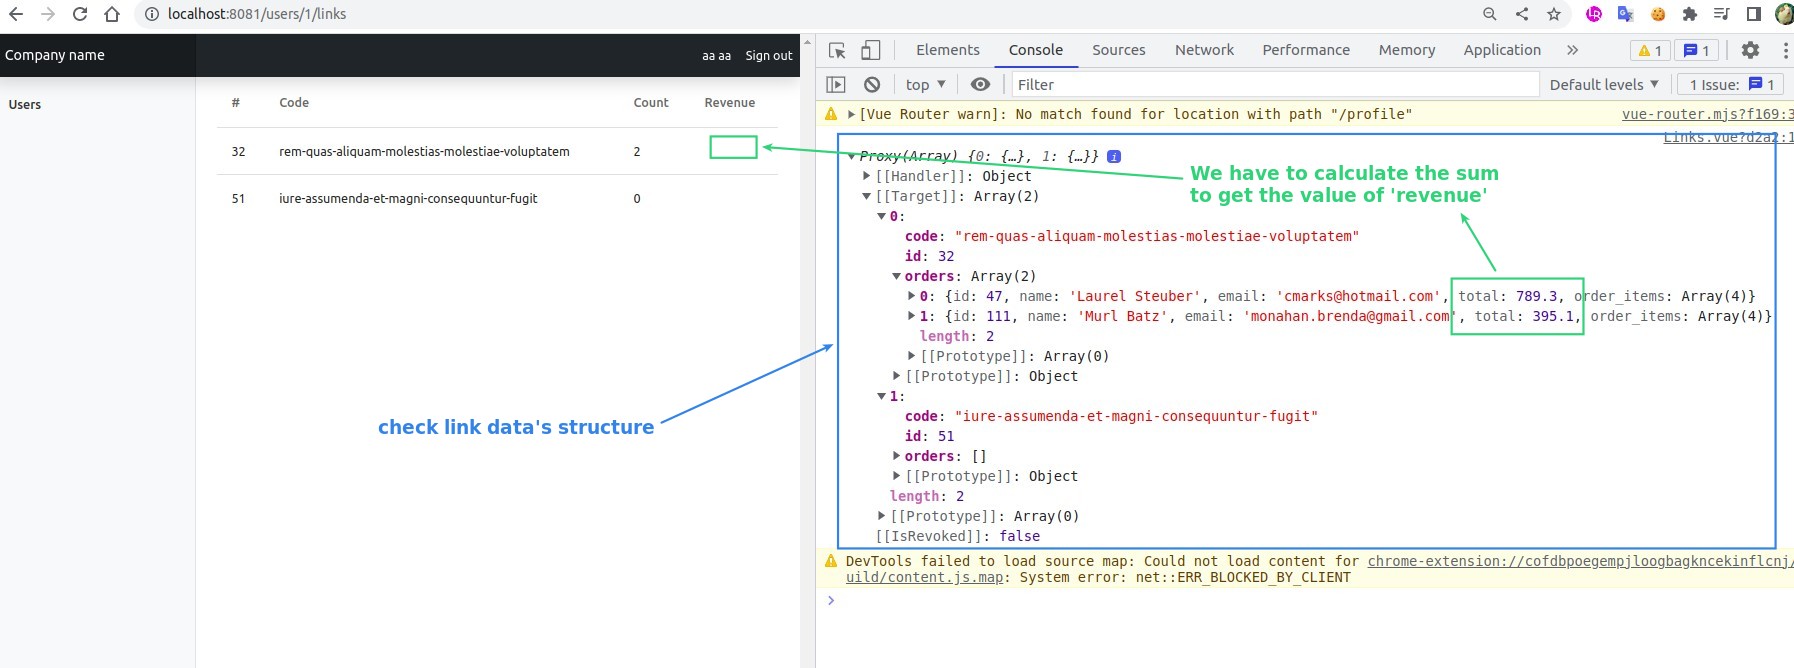 localhost:8081/users/1/links
Company name
aa aa Sign out
Users
# Code Count Revenue
32 rem-quas-aliquam-molestias-molestiae-voluptatem 2
51 iure-assumenda-et-magni-consequuntur-fugit 0
check link data's structure
Elements Console Sources Network Performance Memory Application 1 1
top Filter Default levels 1 Issue: 1
[Vue Router warn]: No match found for location with path "/profile" vue-router.mjs?f169:3
Links.vue?d2a2:1
Proxy(Array) {0: {…}, 1: {…}}
[[Handler]]: Object
[[Target]]: Array(2)
We have to calculate the sum
to get the value of 'revenue'
0:
code: "rem-quas-aliquam-molestias-molestiae-voluptatem"
id: 32
orders: Array(2)
0: {id: 47, name: 'Laurel Steuber', email: 'cmarks@hotmail.com', total: 789.3, order_items: Array(4)}
1: {id: 111, name: 'Murl Batz', email: 'monahan.brenda@gmail.com', total: 395.1, order_items: Array(4)}
length: 2
[[Prototype]]: Array(0)
[[Prototype]]: Object
1:
code: "iure-assumenda-et-magni-consequuntur-fugit"
id: 51
orders: []
[[Prototype]]: Object
length: 2
[[Prototype]]: Array(0)
[[IsRevoked]]: false
DevTools failed to load source map: Could not load content for chrome-extension://cofdbpoegempjloogbagkncekinflcnj/
uild/content.js.map: System error: net::ERR_BLOCKED_BY_CLIENT